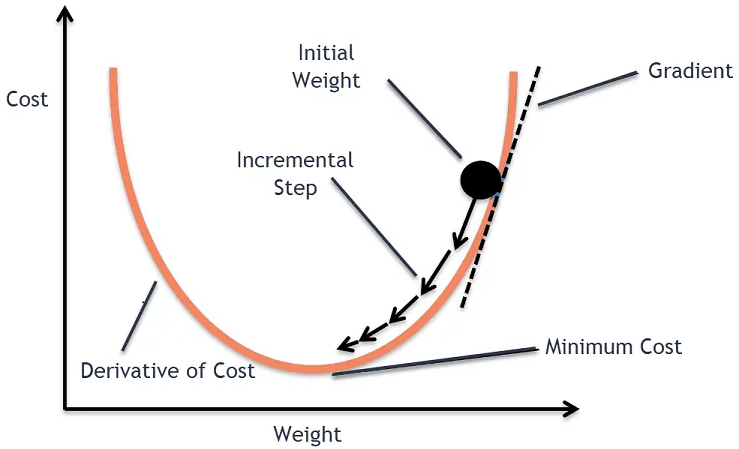 Initial
Weight
Gradient
Cost
Incremental
Step
Minimum Cost
Derivative of Cost
Weight